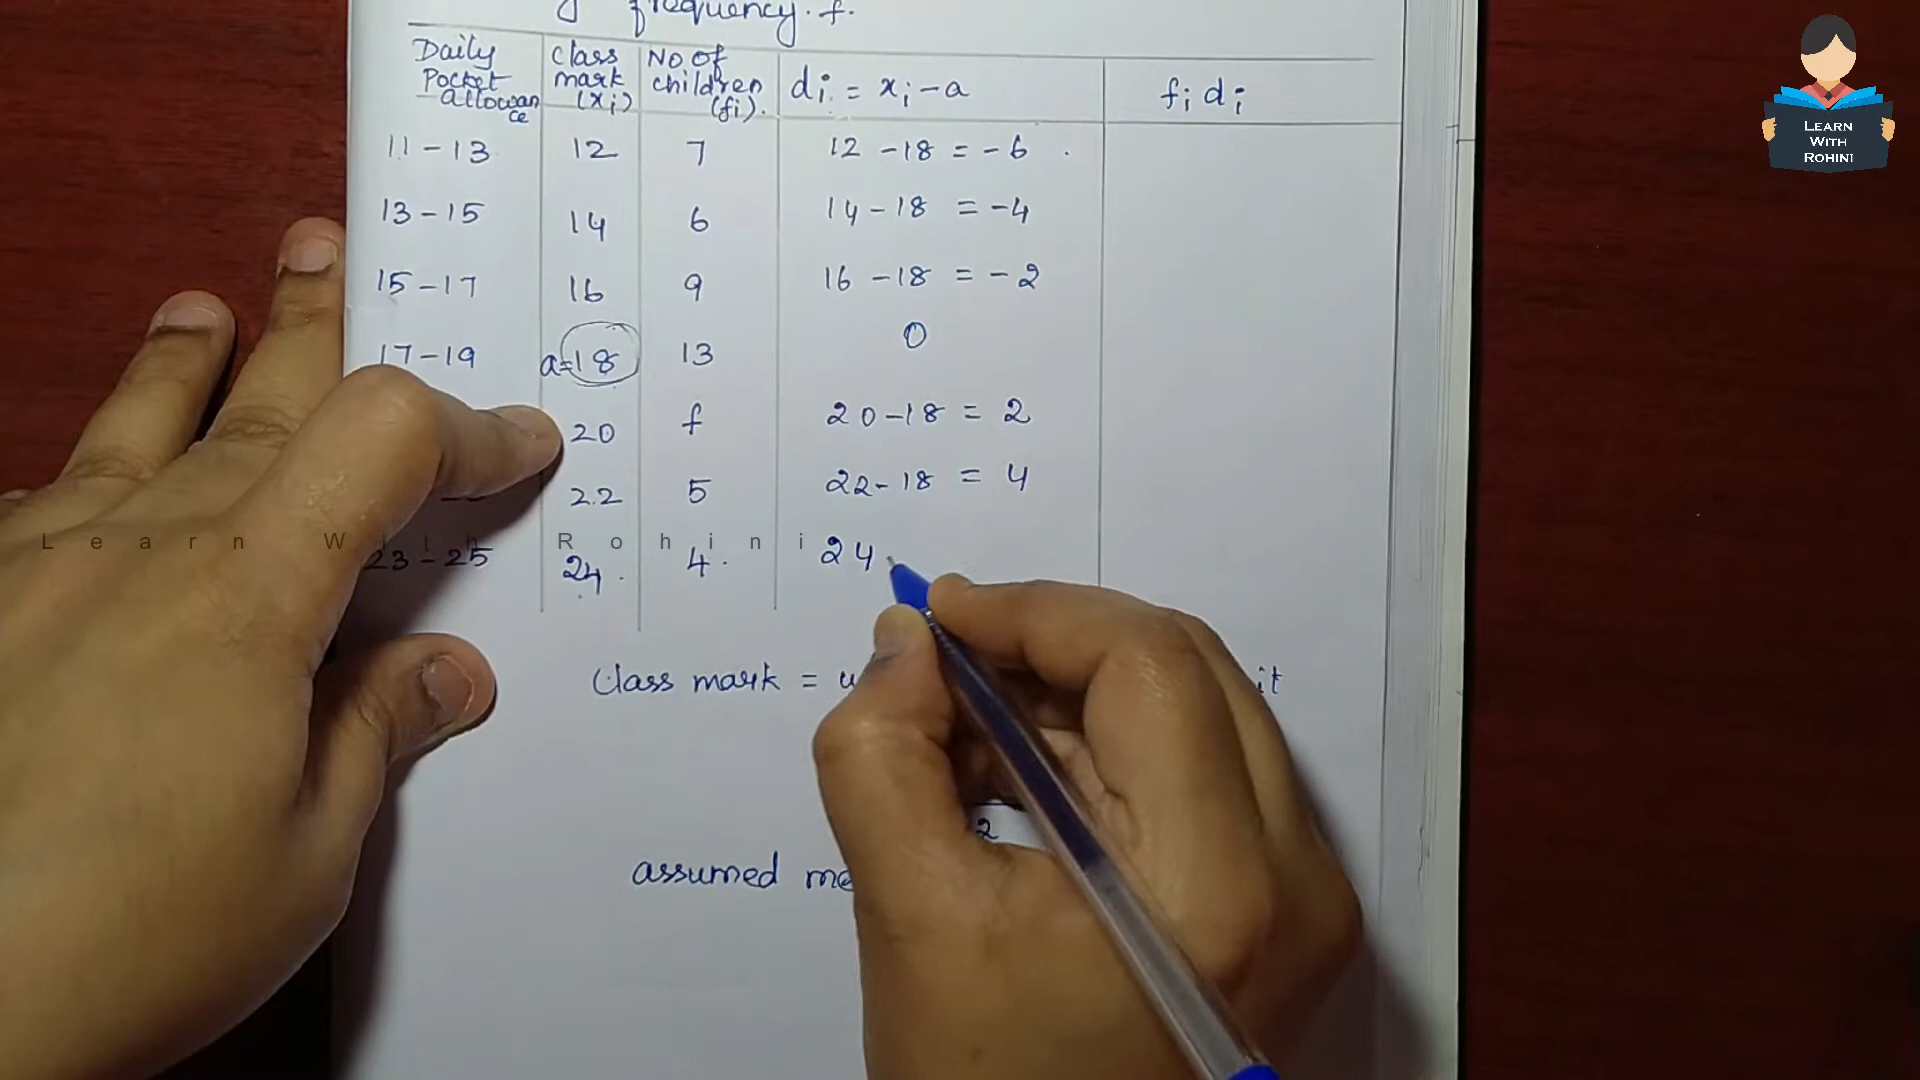 frequency. f.
Daily Pocket allowance
class mark (xi)
No of children (fi).
di = xi - a
fi di
11 - 13 12 7 12 - 18 = - 6
13 - 15 14 6 14 - 18 = - 4
15 - 17 16 9 16 - 18 = - 2
17 - 19 a = 18 13 0
20 f 20 - 18 = 2
22 5 22 - 18 = 4
23 - 25 24 4 24
Class mark =
2
assumed
Learn With Rohini
LEARN
WITH
ROHINI